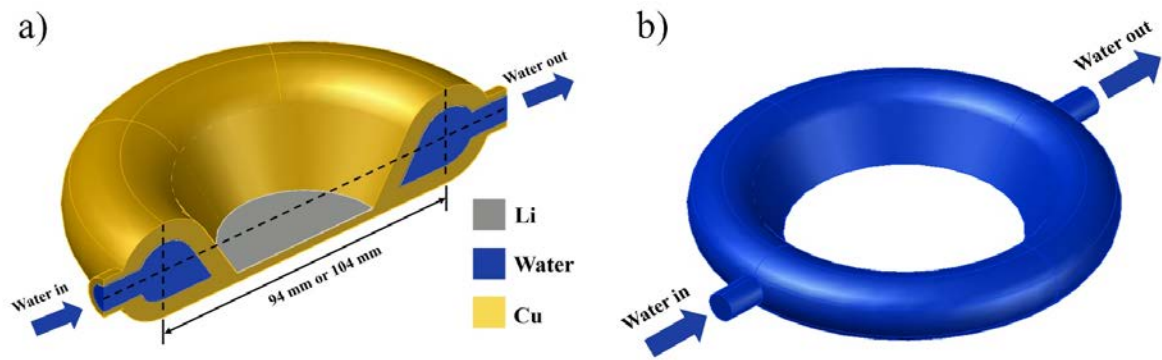 a)
Water out
Water in
94 mm or 104 mm
Li
Water
Cu
b)
Water out
Water in